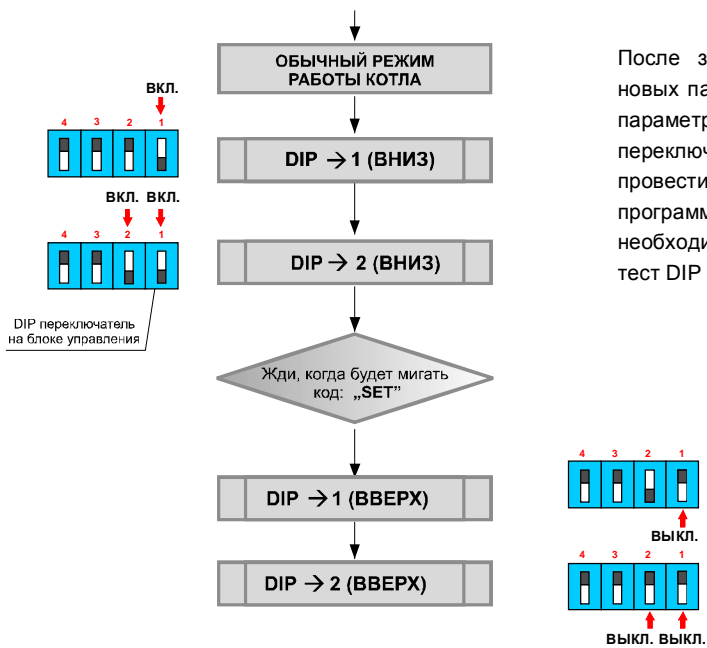 ОБЫЧНЫЙ РЕЖИМ
РАБОТЫ КОТЛА
ВКЛ.
4 3 2 1
DIP → 1 (ВНИЗ)
ВКЛ. ВКЛ.
4 3 2 1
DIP → 2 (ВНИЗ)
DIP переключатель
на блоке управления
Жди, когда будет мигать
код: „SET”
DIP → 1 (ВВЕРХ)
4 3 2 1
ВЫКЛ.
DIP → 2 (ВВЕРХ)
4 3 2 1
ВЫКЛ. ВЫКЛ.
После з
новых па
параметр
переключ
провести
программ
необходи
тест DIP